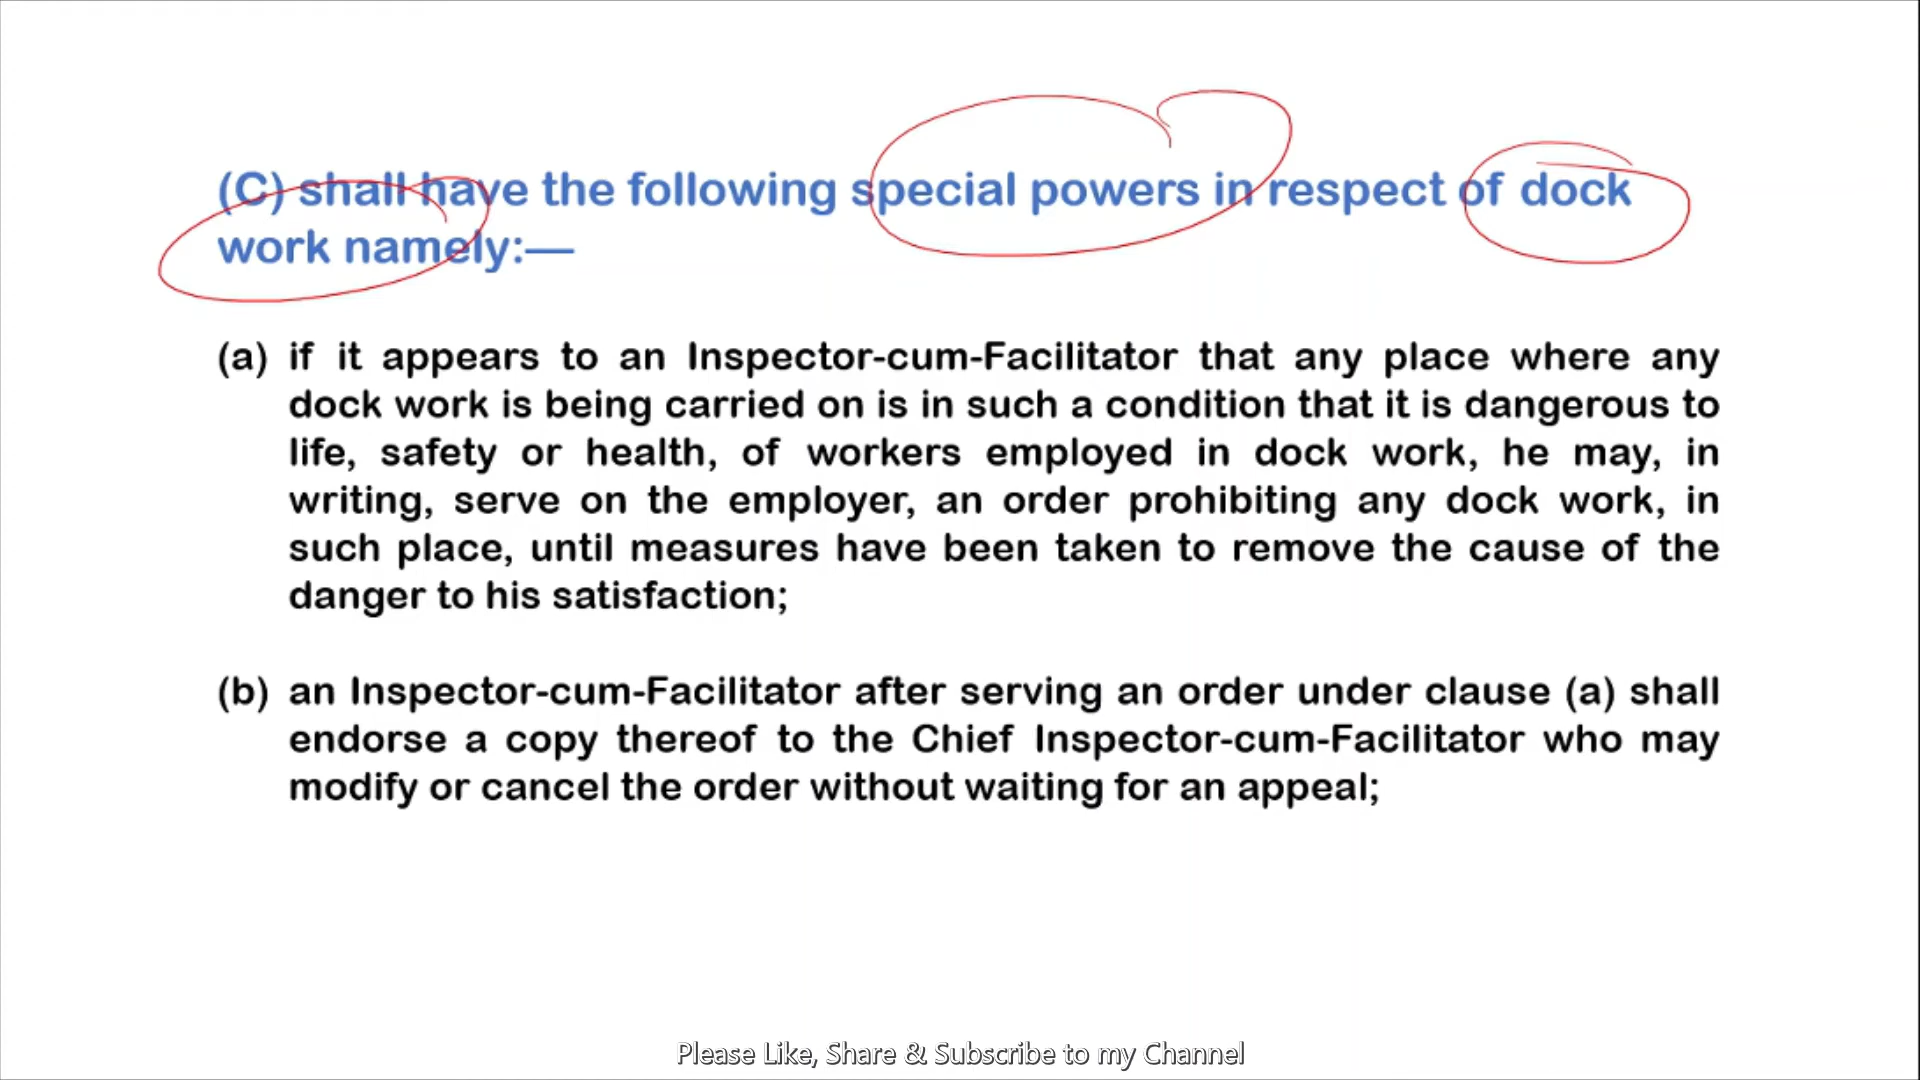 (C) shall have the following special powers in respect of dock
work namely:—
(a) if it appears to an Inspector-cum-Facilitator that any place where any
dock work is being carried on is in such a condition that it is dangerous to
life, safety or health, of workers employed in dock work, he may, in
writing, serve on the employer, an order prohibiting any dock work, in
such place, until measures have been taken to remove the cause of the
danger to his satisfaction;
(b) an Inspector-cum-Facilitator after serving an order under clause (a) shall
endorse a copy thereof to the Chief Inspector-cum-Facilitator who may
modify or cancel the order without waiting for an appeal;
Please Like, Share & Subscribe to my Channel